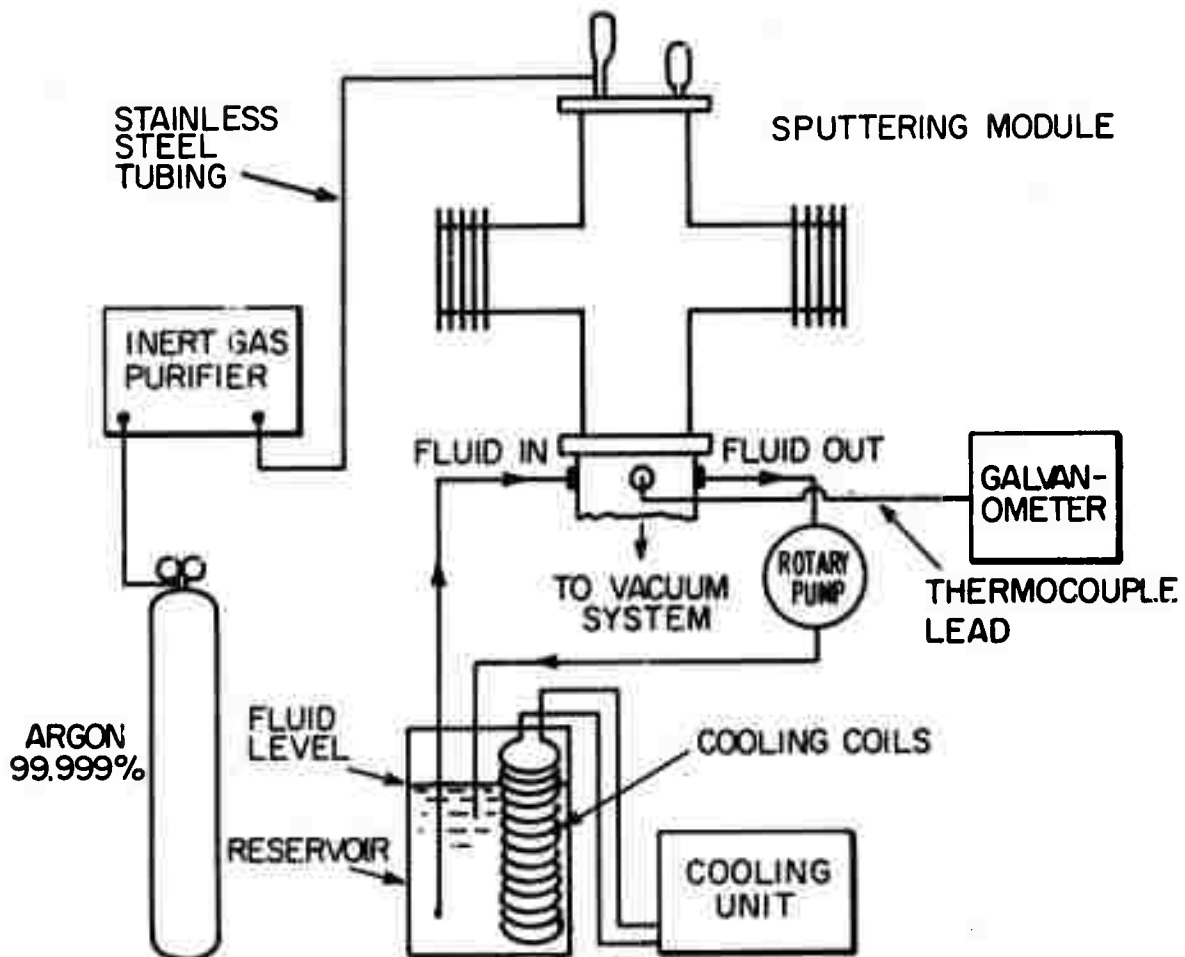 STAINLESS
STEEL
TUBING
SPUTTERING MODULE
INERT GAS
PURIFIER
FLUID IN
FLUID OUT
GALVAN-
OMETER
ROTARY
PUMP
TO VACUUM
SYSTEM
THERMOCOUPLE
LEAD
FLUID
LEVEL
COOLING COILS
ARGON
99.999%
RESERVOIR
COOLING
UNIT